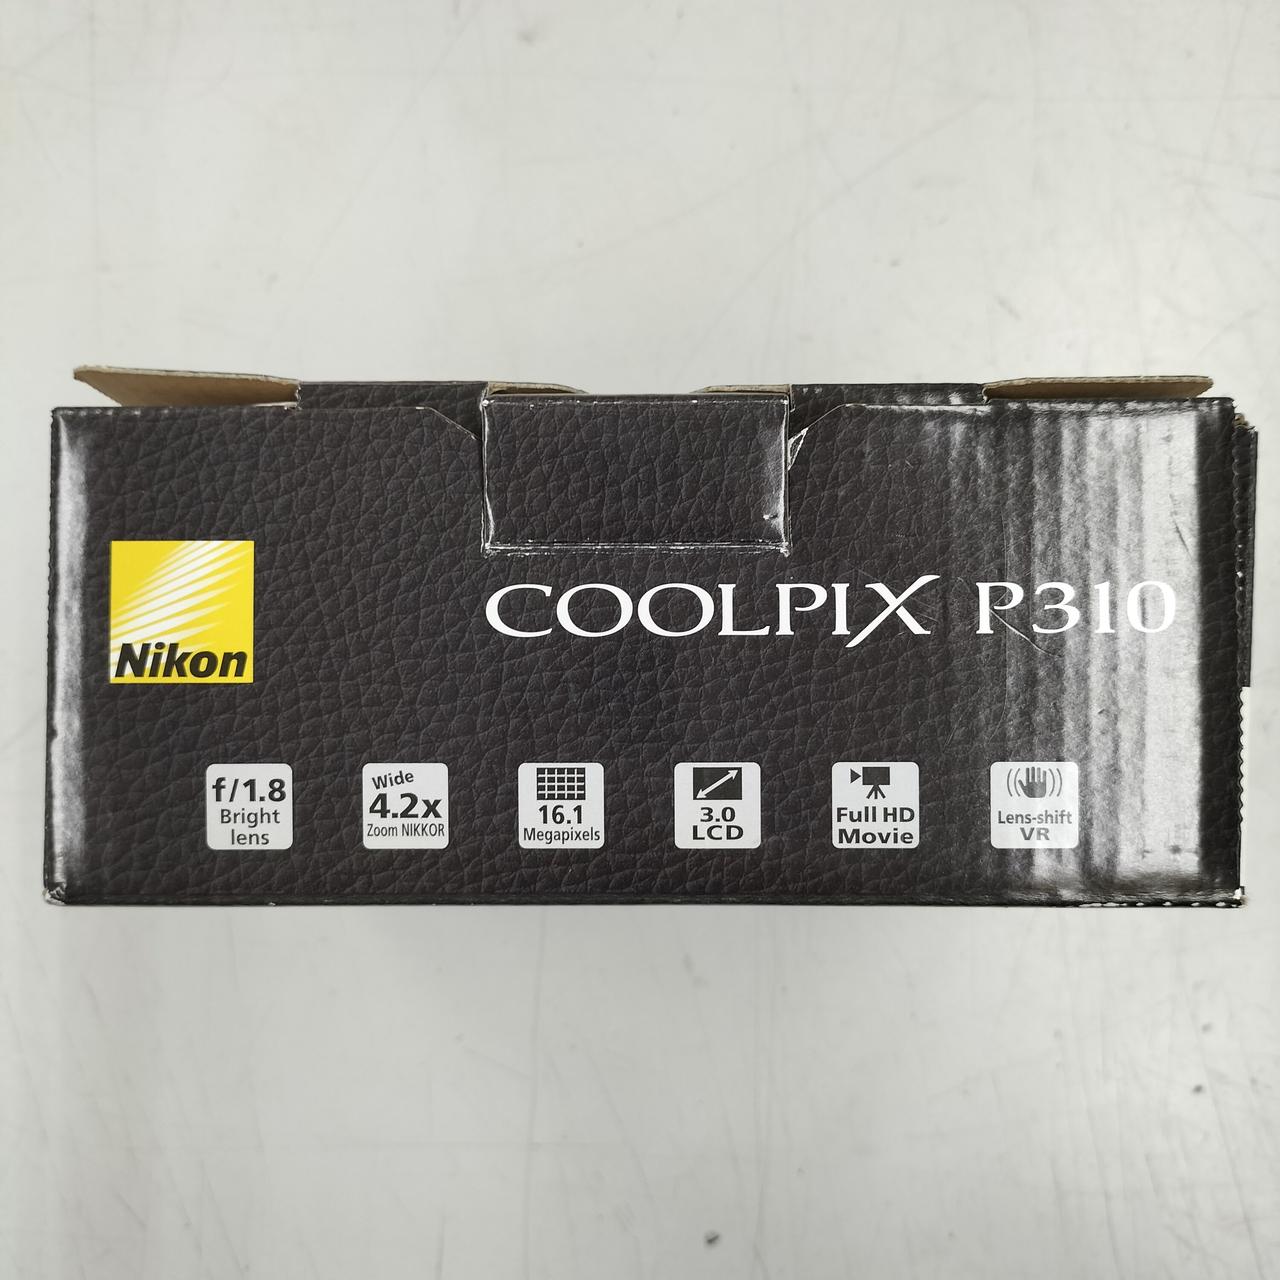 Nikon
COOLPIX P310
f/1.8
Bright
lens
Wide
4.2x
Zoom NIKKOR
16.1
Megapixels
3.0
LCD
Full HD
Movie
Lens-shift
VR